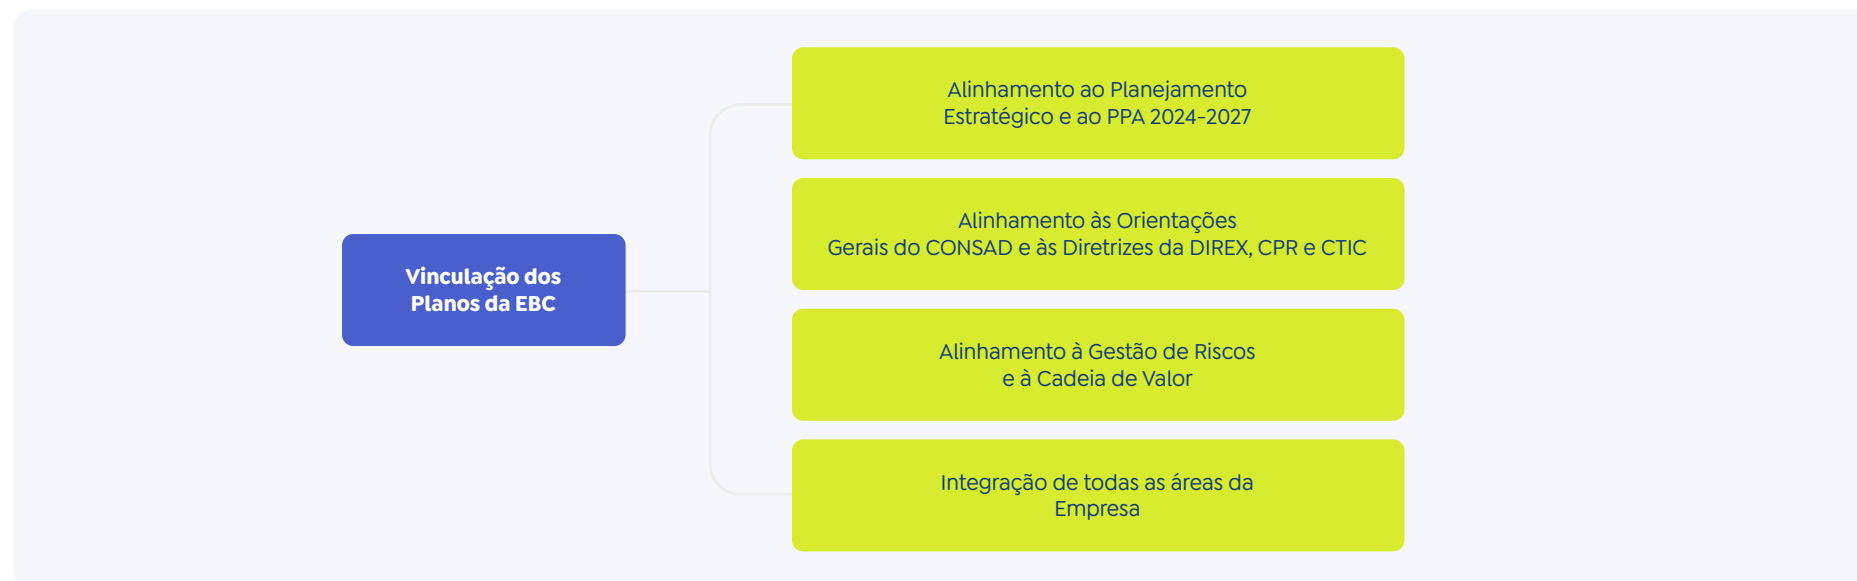 Vinculação dos
Planos da EBC
Alinhamento ao Planejamento
Estratégico e ao PPA 2024-2027
Alinhamento às Orientações
Gerais do CONSAD e às Diretrizes da DIREX, CPR e CTIC
Alinhamento à Gestão de Riscos
e à Cadeia de Valor
Integração de todas as áreas da
Empresa